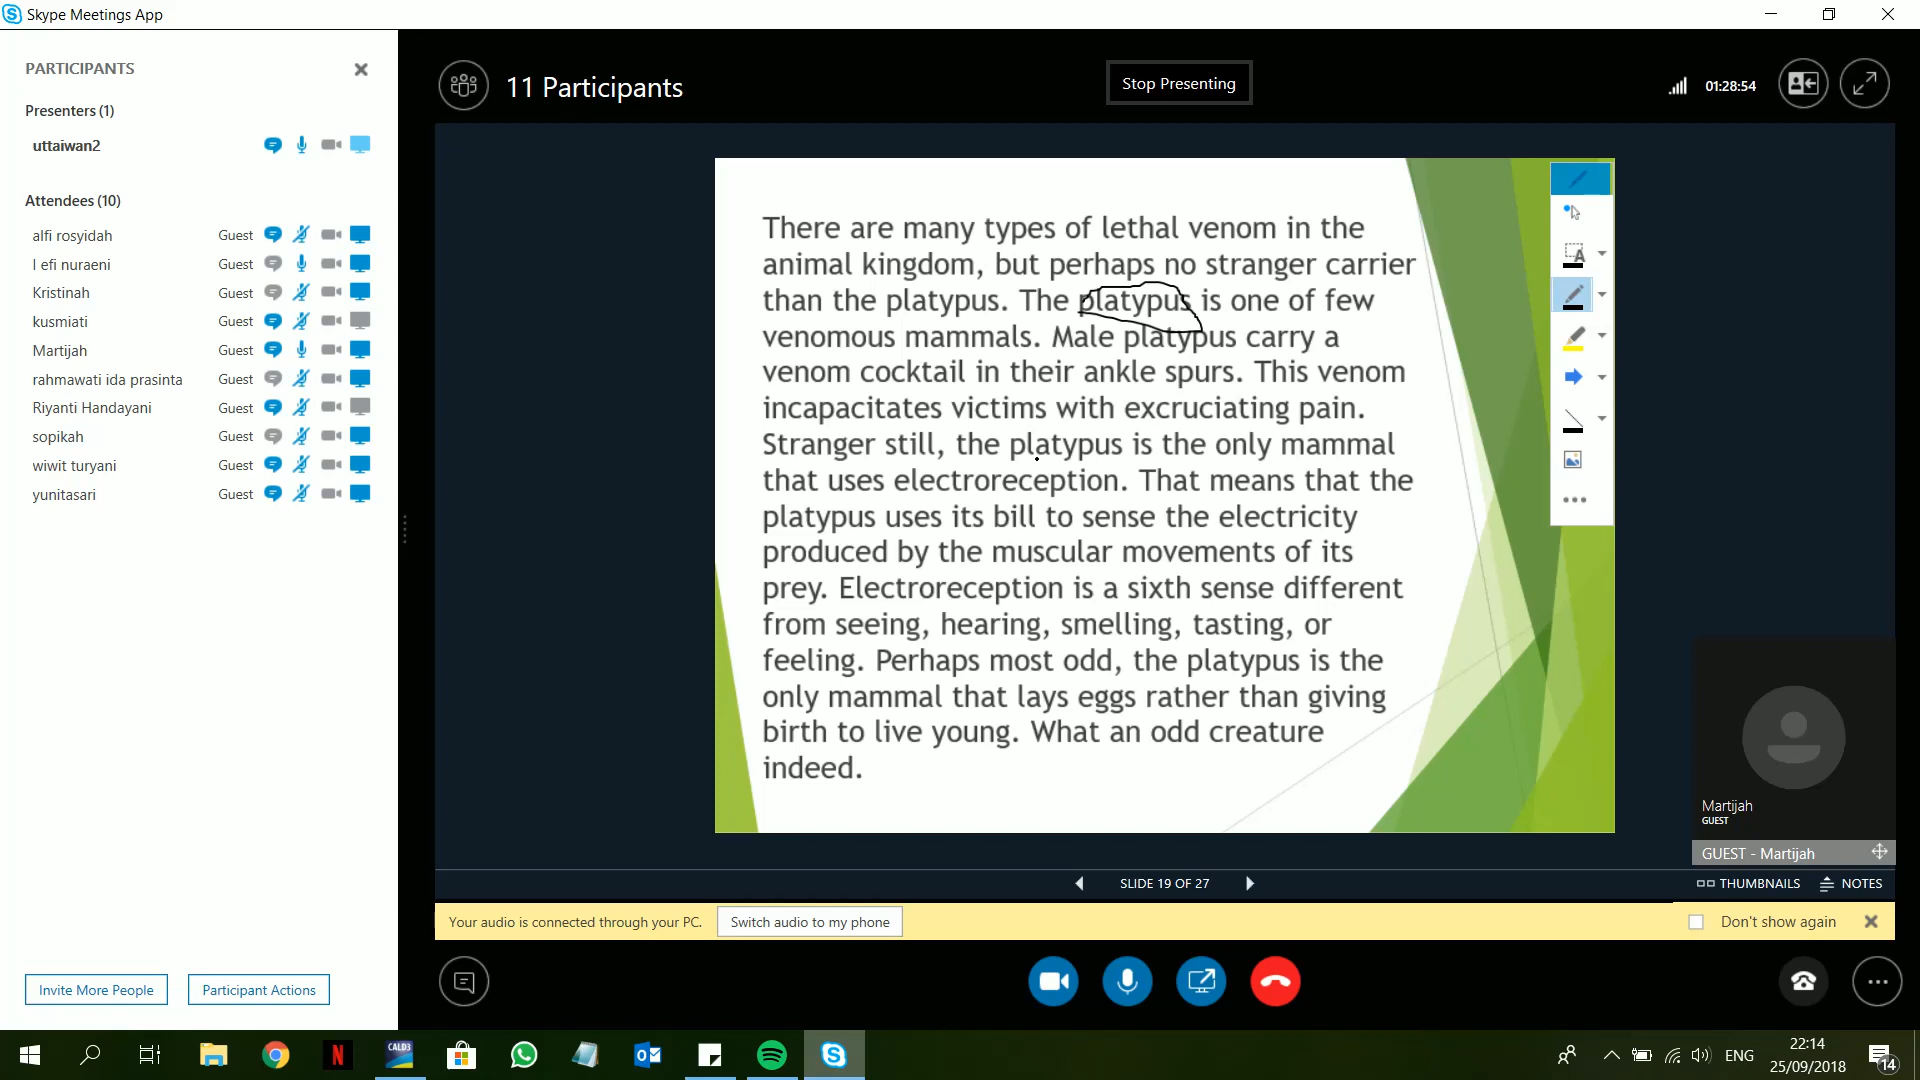 Skype Meetings App
PARTICIPANTS
Presenters (1)
uttaiwan2
Attendees (10)
alfi rosyidah Guest
I efi nuraeni Guest
Kristinah Guest
kusmiati Guest
Martijah Guest
rahmawati ida prasinta Guest
Riyanti Handayani Guest
sopikah Guest
wiwit turyani Guest
yunitasari Guest
Invite More People
Participant Actions
11 Participants
Stop Presenting
01:28:54
There are many types of lethal venom in the
animal kingdom, but perhaps no stranger carrier
than the platypus. The platypus is one of few
venomous mammals. Male platypus carry a
venom cocktail in their ankle spurs. This venom
incapacitates victims with excruciating pain.
Stranger still, the platypus is the only mammal
that uses electroreception. That means that the
platypus uses its bill to sense the electricity
produced by the muscular movements of its
prey. Electroreception is a sixth sense different
from seeing, hearing, smelling, tasting, or
feeling. Perhaps most odd, the platypus is the
only mammal that lays eggs rather than giving
birth to live young. What an odd creature
indeed.
A
Martijah
GUEST
GUEST - Martijah
SLIDE 19 OF 27
THUMBNAILS
NOTES
Your audio is connected through your PC.
Switch audio to my phone
Don't show again
N
CALD3
ENG
22:14
25/09/2018
14